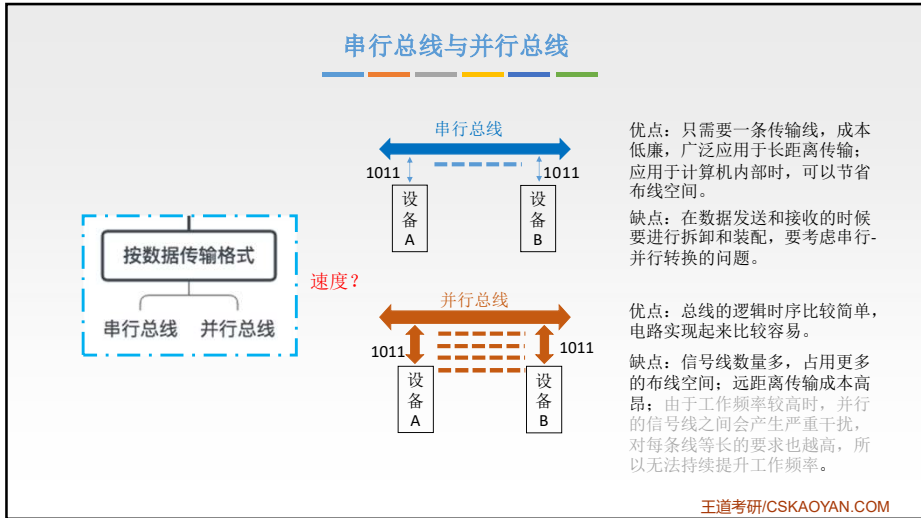 串行总线与并行总线
按数据传输格式
串行总线 并行总线
速度？
串行总线
1011 1011
设备A
设备B
优点：只需要一条传输线，成本
低廉，广泛应用于长距离传输；
应用于计算机内部时，可以节省
布线空间。
缺点：在数据发送和接收的时候
要进行拆卸和装配，要考虑串行-
并行转换的问题。
并行总线
1011 1011
设备A
设备B
优点：总线的逻辑时序比较简单，
电路实现起来比较容易。
缺点：信号线数量多，占用更多
的布线空间；远距离传输成本高
昂；由于工作频率较高时，并行
的信号线之间会产生严重干扰，
对每条线等长的要求也越高，所
以无法持续提升工作频率。
王道考研/CSKAOYAN.COM